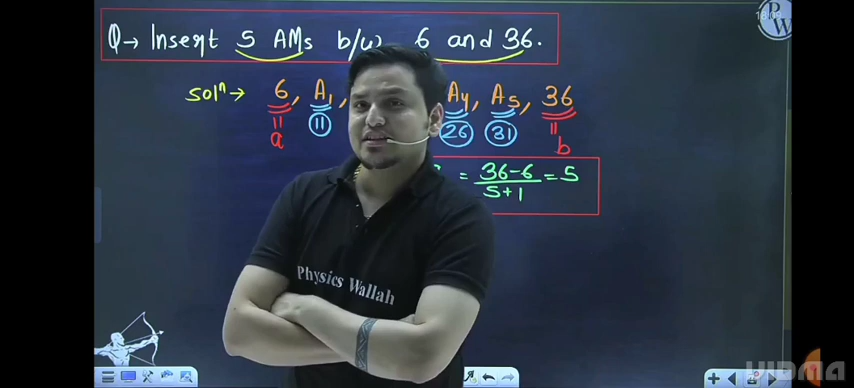 Q→ Insert 5 AMs b/w 6 and 36.
Solⁿ→ 6, A₁, A₄, A₅, 36
11 26 31
a b
= 36-6 / 5+1 = 5
Physics Wallah
VIDMA